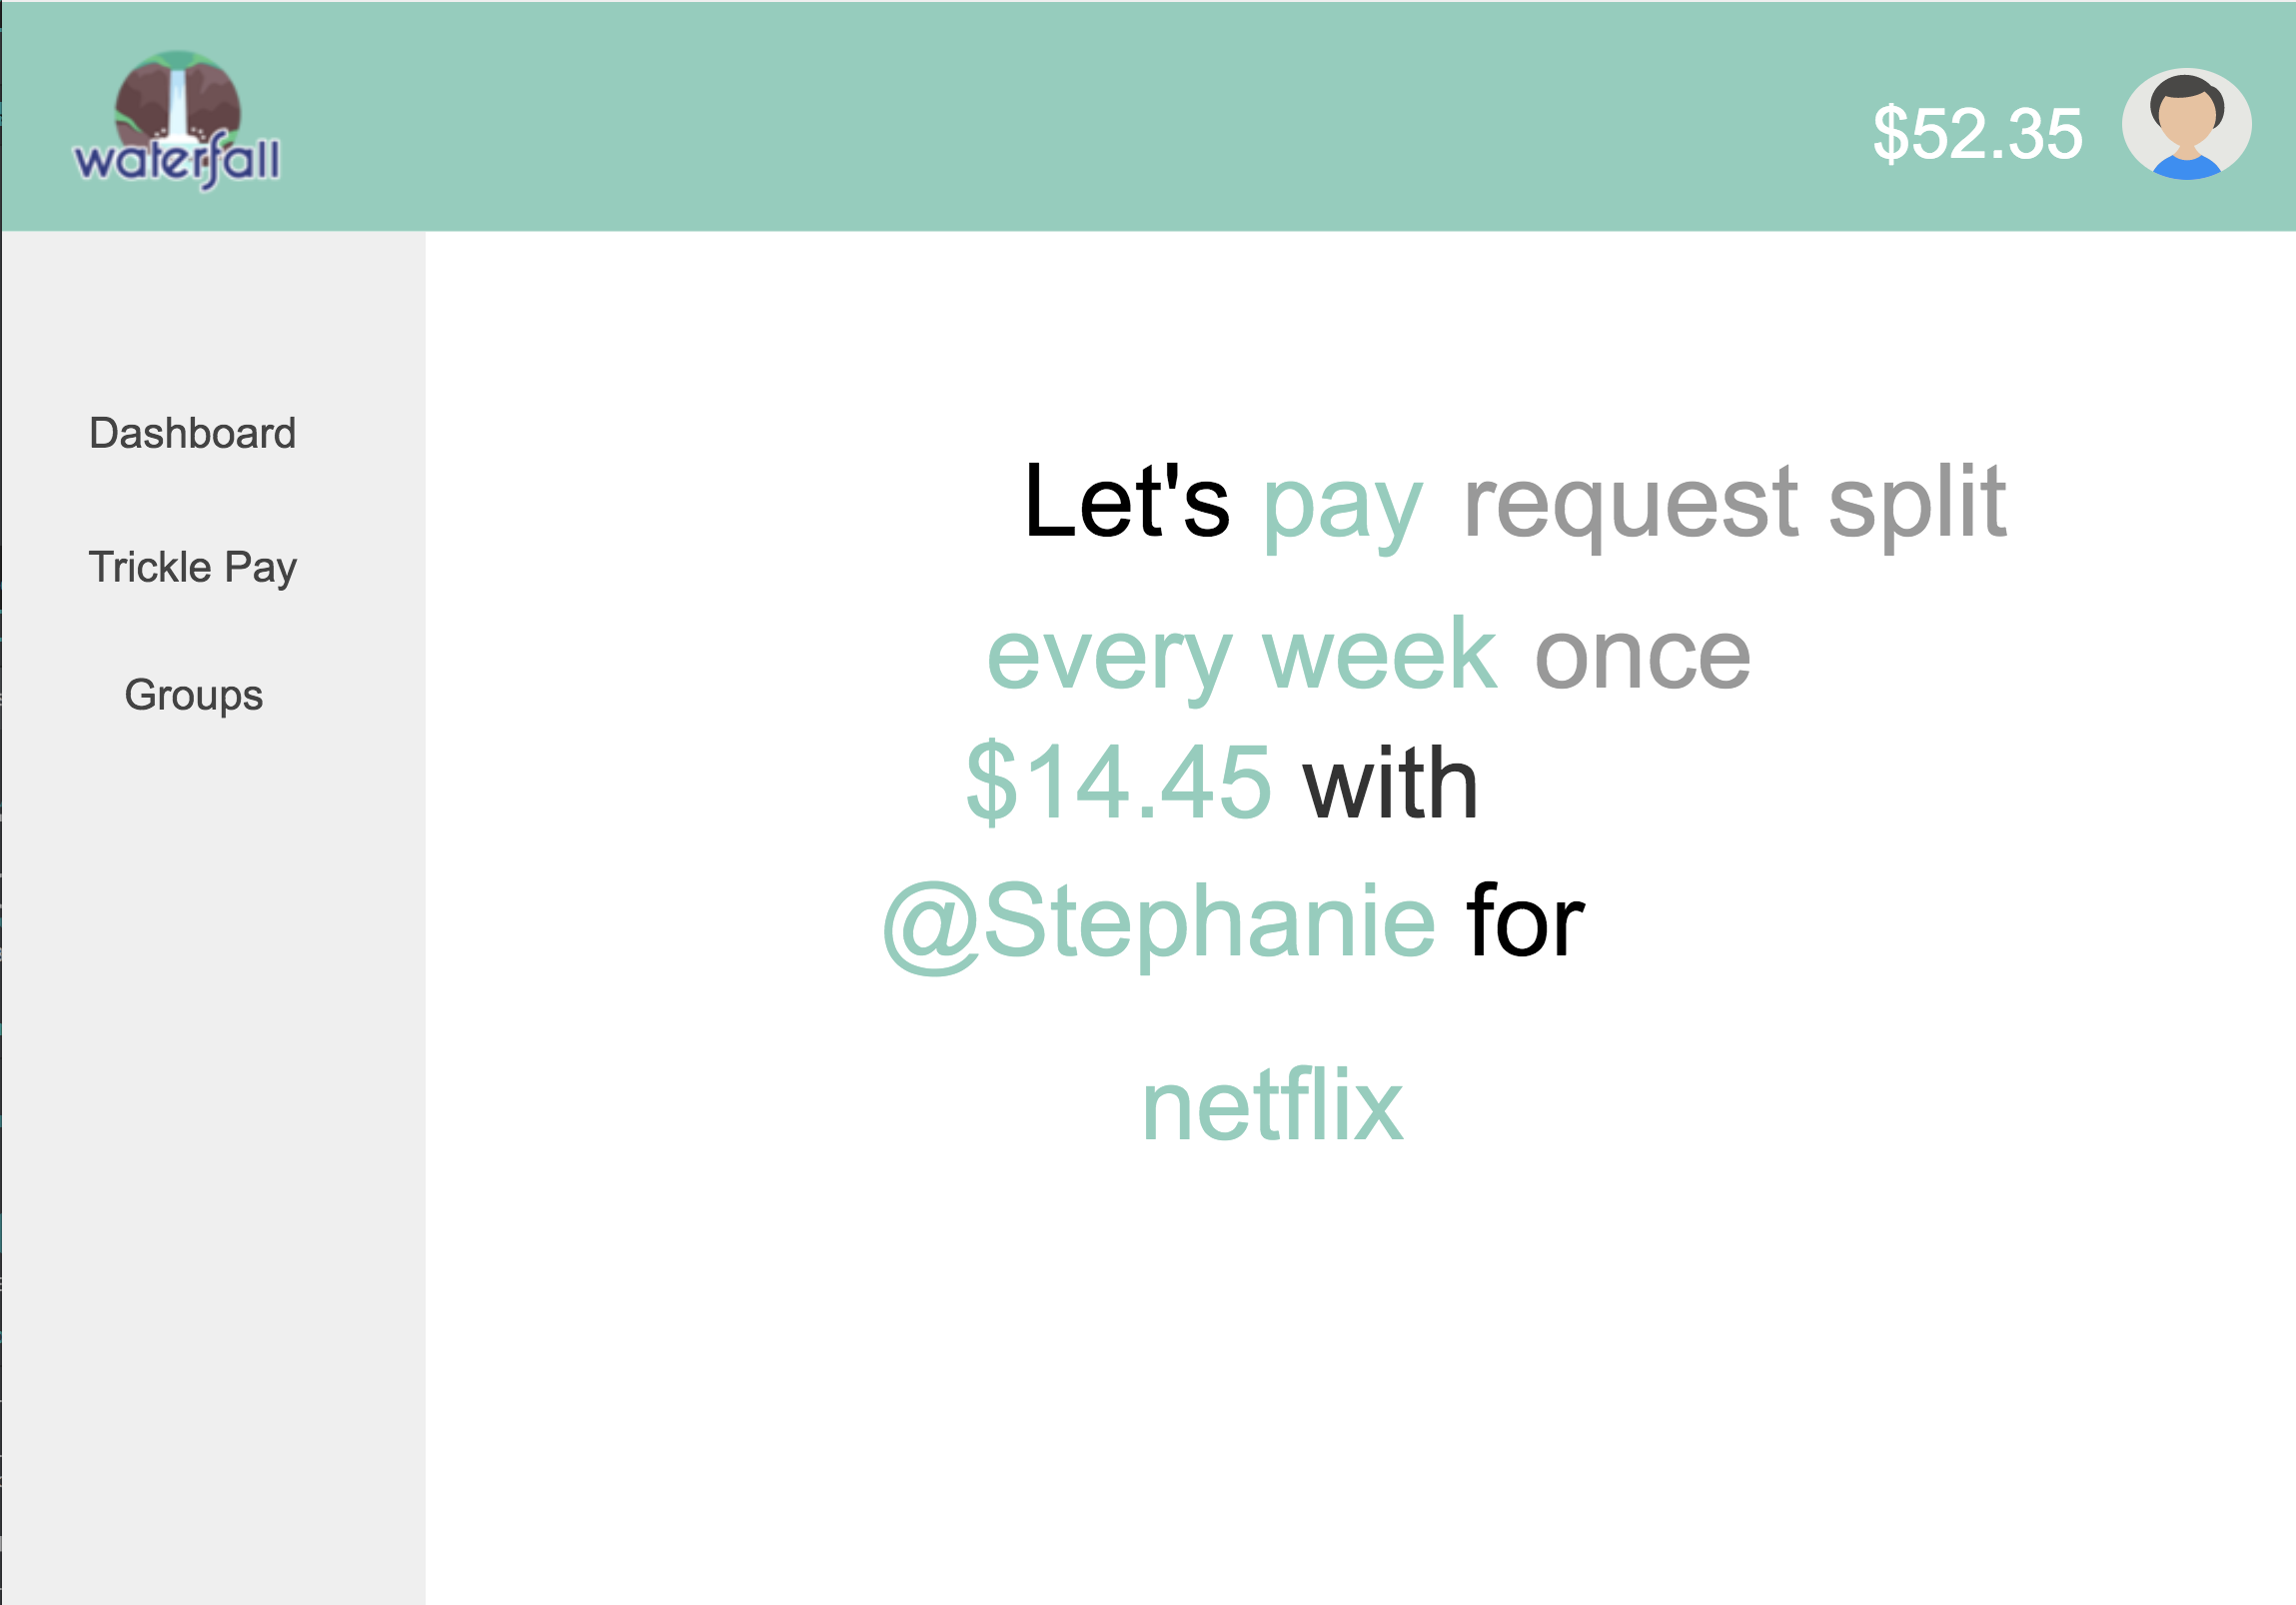 waterfall
$52.35
Dashboard
Trickle Pay
Groups
Let's pay request split
every week once
$14.45 with
@Stephanie for
netflix